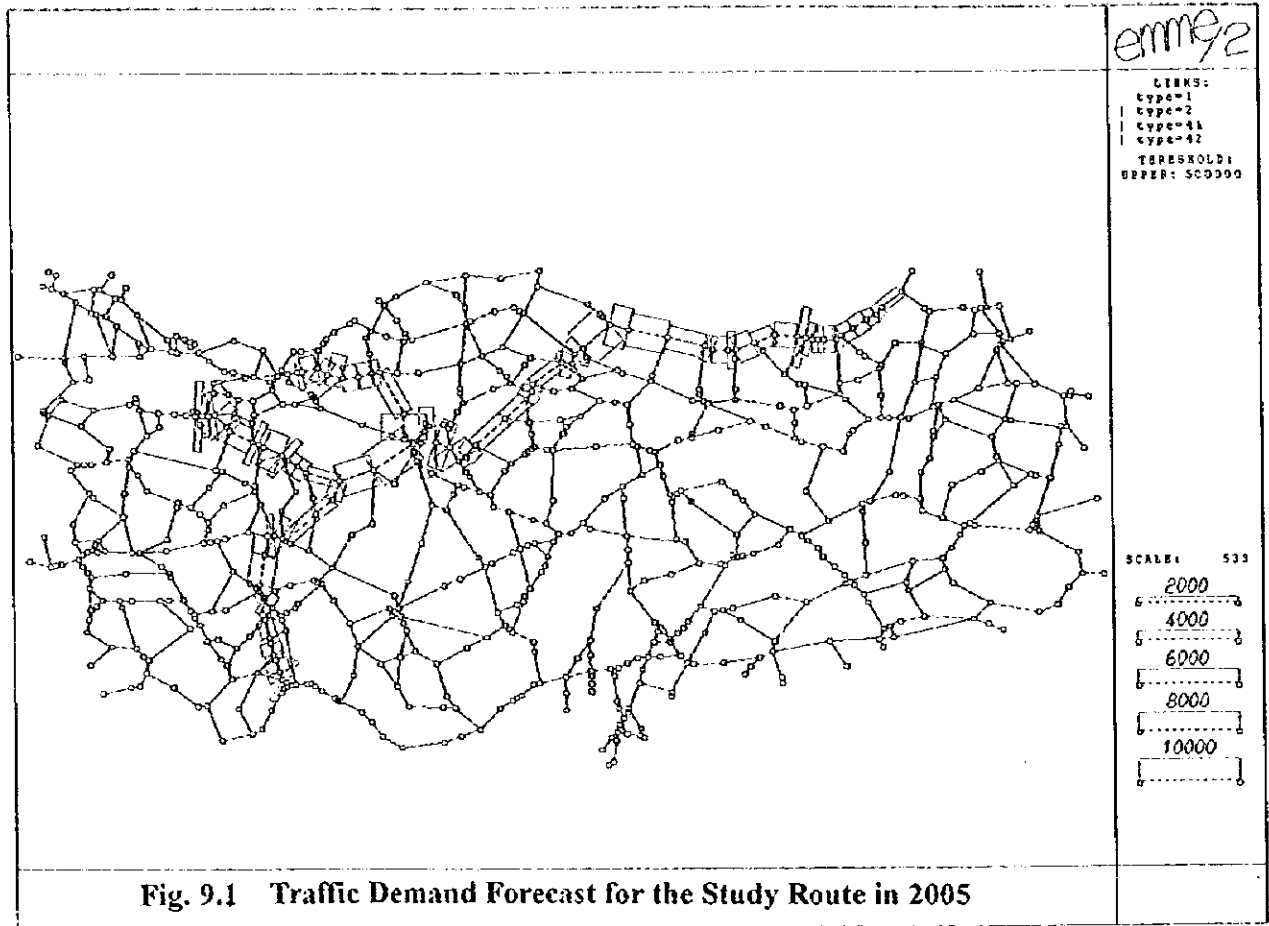 emme/2
LINKS:
type=1
| type=2
| type=41
| type=42
THRESHOLD:
UPPER: 500000
SCALE: 533
2000
4000
6000
8000
10000
Fig. 9.1 Traffic Demand Forecast for the Study Route in 2005